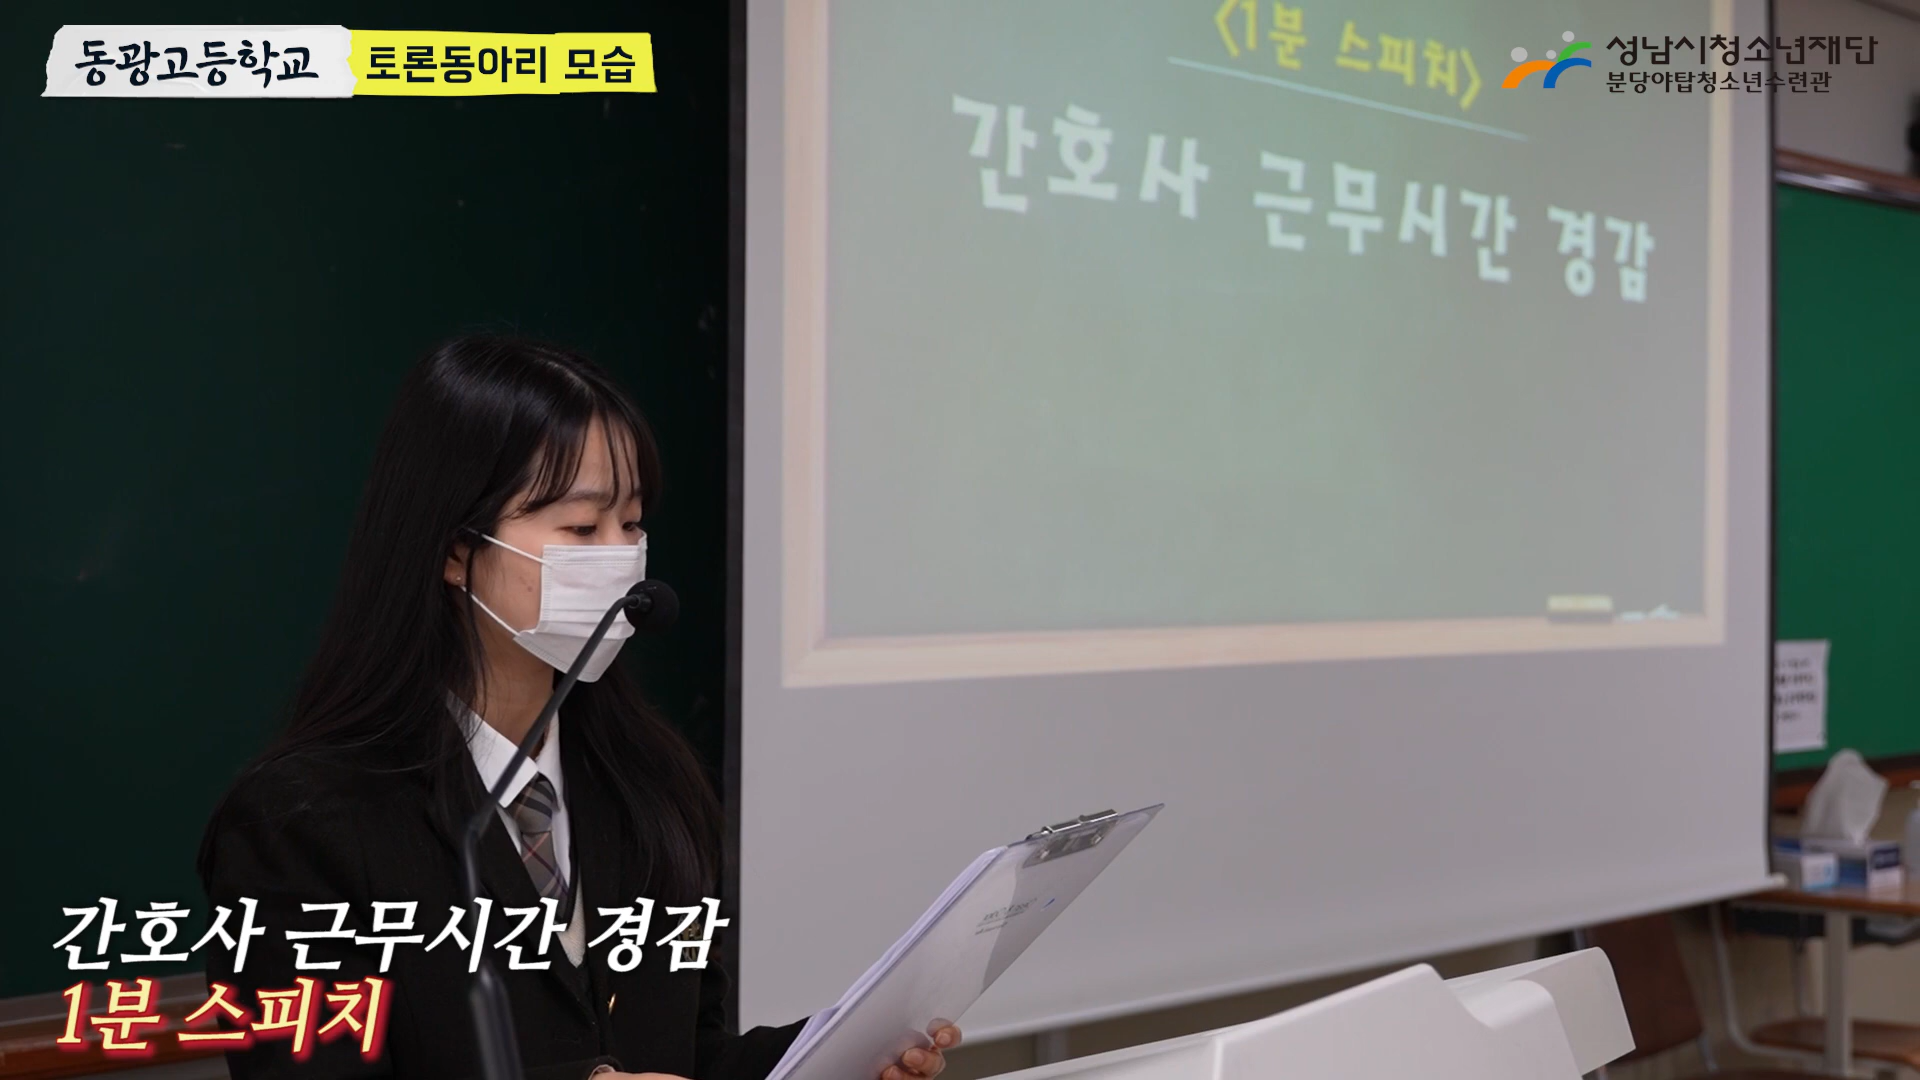 동광고등학교 토론동아리 모습
성남시청소년재단
분당야탑청소년수련관
<1분 스피치>
간호사 근무시간 경감
간호사 근무시간 경감
1분 스피치